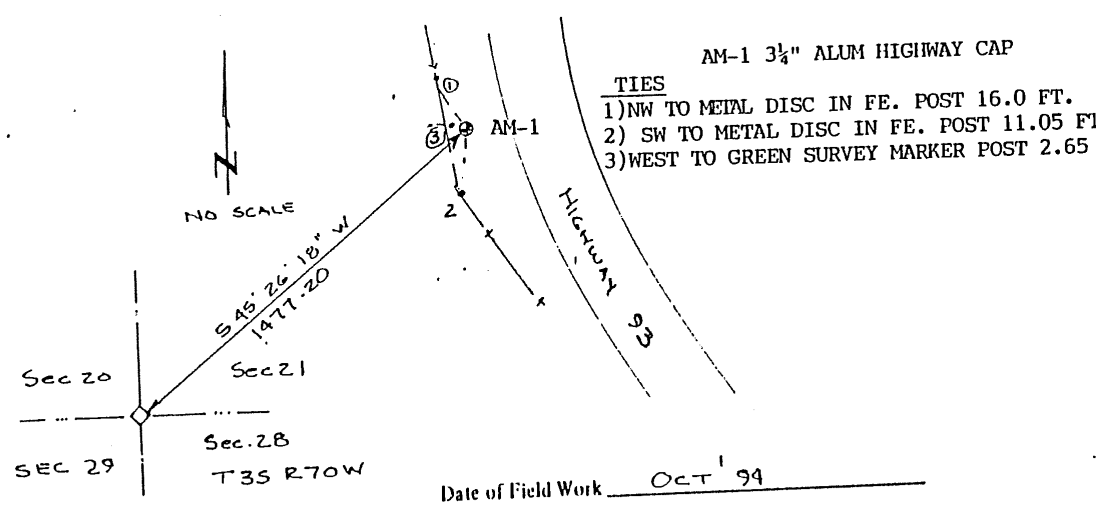 AM-1 3¼" ALUM HIGHWAY CAP
TIES
1)NW TO METAL DISC IN FE. POST 16.0 FT.
2) SW TO METAL DISC IN FE. POST 11.05 FT
3)WEST TO GREEN SURVEY MARKER POST 2.65
1
3
AM-1
2
N
NO SCALE
HIGHWAY 93
S 45° 26' 18" W
1477.20
Sec 20
Sec 21
Sec. 28
SEC 29
T3S R70W
Date of Field Work OCT' 94